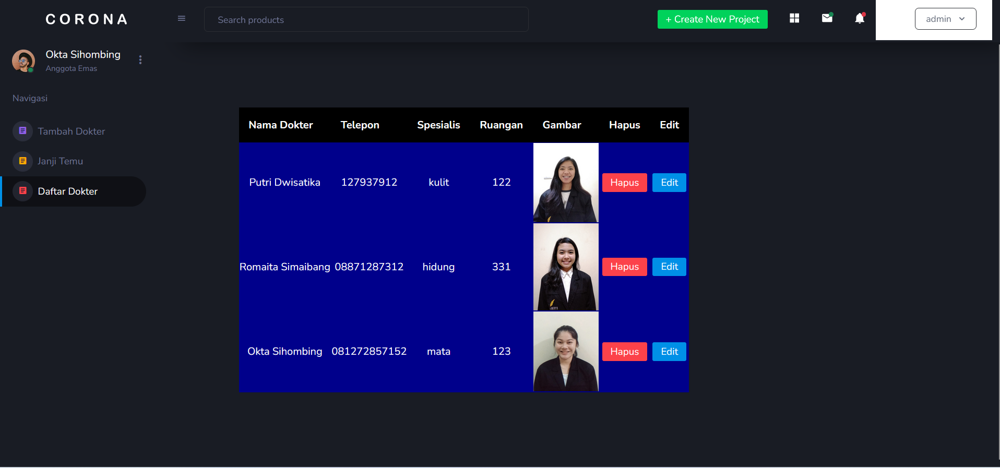 CORONA
Search products
+ Create New Project
admin
Okta Sihombing
Anggota Emas
Navigasi
Tambah Dokter
Janji Temu
Daftar Dokter
Nama Dokter Telepon Spesialis Ruangan Gambar Hapus Edit
Putri Dwisatika 127937912 kulit 122 Hapus Edit
Romaita Simaibang 08871287312 hidung 331 Hapus Edit
Okta Sihombing 081272857152 mata 123 Hapus Edit